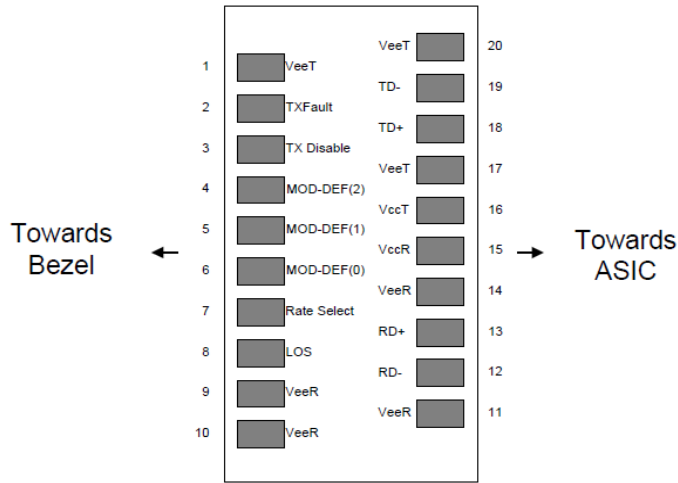 VeeT 20
1 VeeT
TD- 19
2 TXFault
TD+ 18
3 TX Disable
VeeT 17
4 MOD-DEF(2)
VccT 16
5 MOD-DEF(1)
Towards
Bezel
VccR 15
Towards
ASIC
6 MOD-DEF(0)
VeeR 14
7 Rate Select
RD+ 13
8 LOS
RD- 12
9 VeeR
VeeR 11
10 VeeR